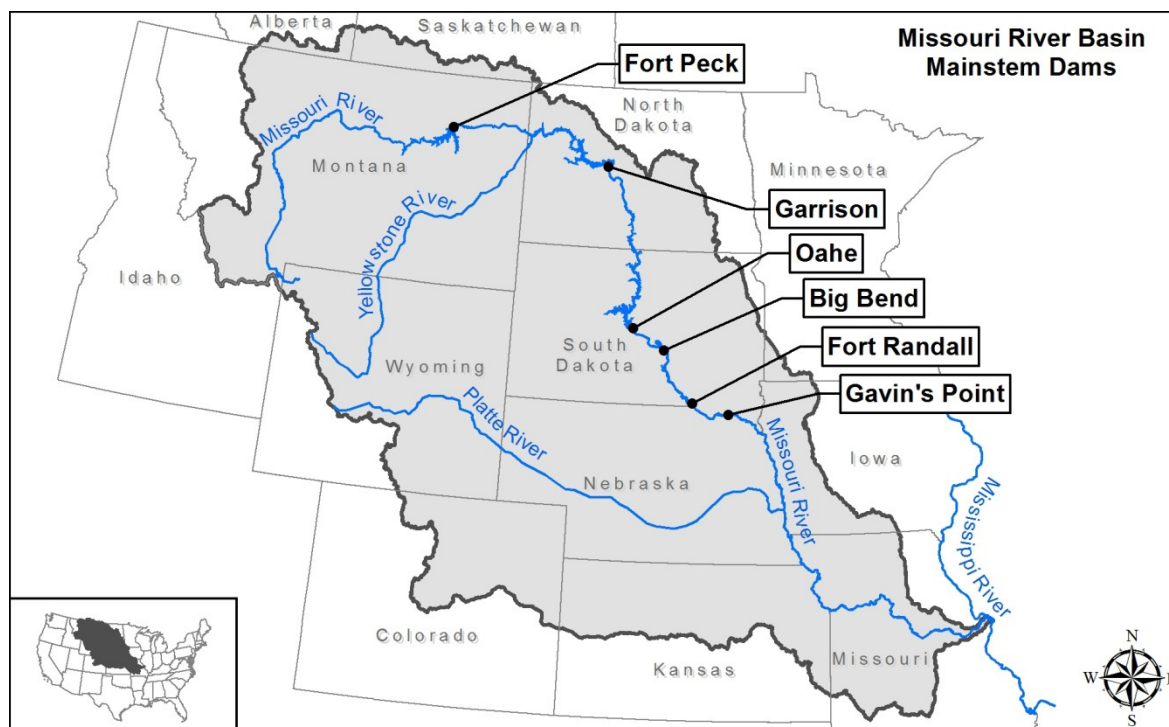 Missouri River Basin
Mainstem Dams
Alberta
Saskatchewan
Fort Peck
North
Dakota
Missouri River
Montana
Minnesota
Garrison
Yellowstone River
Oahe
Idaho
Big Bend
South
Dakota
Fort Randall
Wyoming
Gavin's Point
Platte River
Missouri River
Iowa
Nebraska
Mississippi River
Colorado
Kansas
Missouri
N
W
E
S